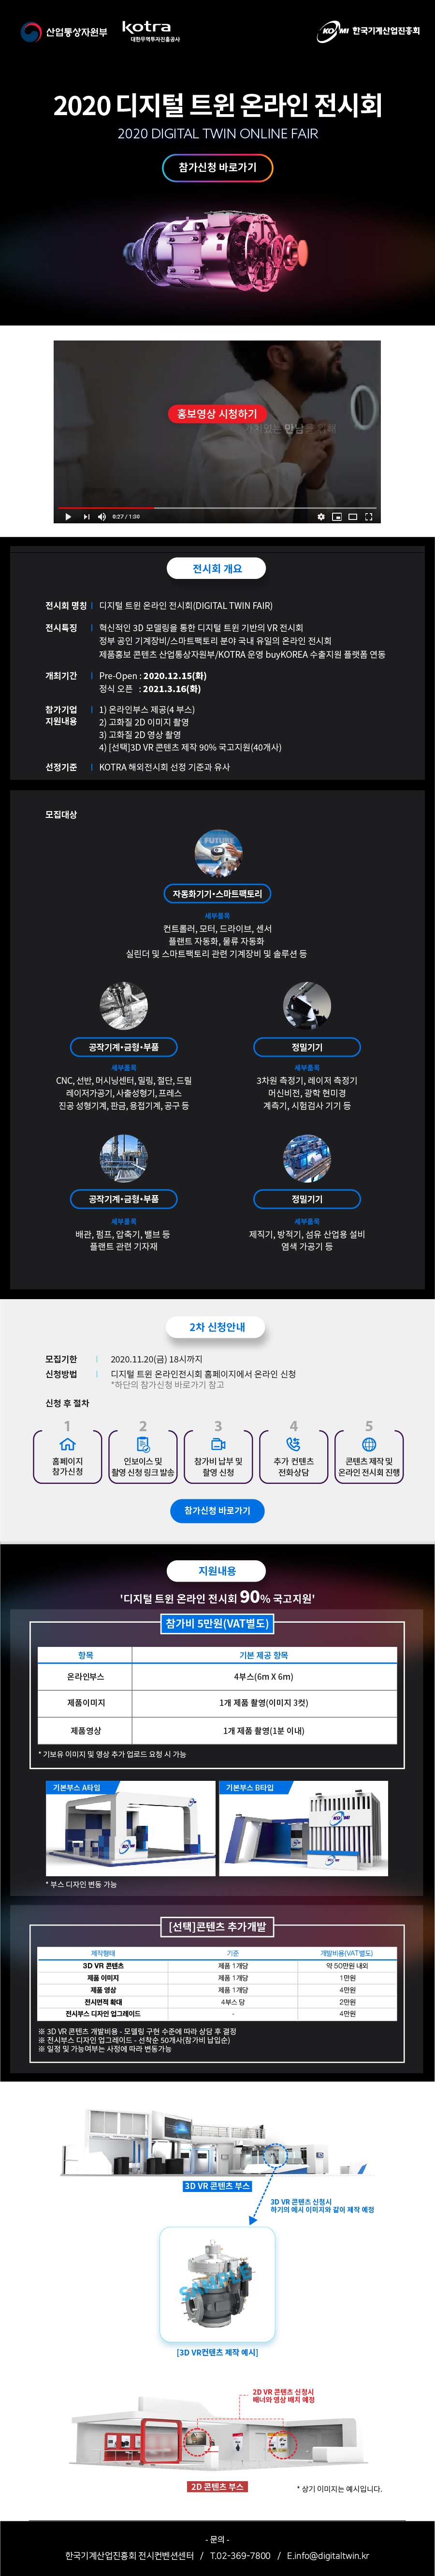 산업통상자원부
kotra
대한무역투자진흥공사
KOMI 한국기계산업진흥회
2020 디지털 트윈 온라인 전시회
2020 DIGITAL TWIN ONLINE FAIR
참가신청 바로가기
홍보영상 시청하기
가치있는 만남을 위해
0:27 / 1:30
전시회 개요
전시회 명칭 디지털 트윈 온라인 전시회(DIGITAL TWIN FAIR)
전시특징 혁신적인 3D 모델링을 통한 디지털 트윈 기반의 VR 전시회
정부 공인 기계장비/스마트팩토리 분야 국내 유일의 온라인 전시회
제품홍보 콘텐츠 산업통상자원부/KOTRA 운영 buyKOREA 수출지원 플랫폼 연동
개최기간 Pre-Open : 2020.12.15(화)
정식 오픈 : 2021.3.16(화)
참가기업 지원내용 1) 온라인부스 제공(4 부스)
2) 고화질 2D 이미지 촬영
3) 고화질 2D 영상 촬영
4) [선택]3D VR 콘텐츠 제작 90% 국고지원(40개사)
선정기준 KOTRA 해외전시회 선정 기준과 유사
모집대상
FUTURE
자동화기기•스마트팩토리
세부품목
컨트롤러, 모터, 드라이브, 센서
플랜트 자동화, 물류 자동화
실린더 및 스마트팩토리 관련 기계장비 및 솔루션 등
공작기계•금형•부품
세부품목
CNC, 선반, 머시닝센터, 밀링, 절단, 드릴
레이저가공기, 사출성형기, 프레스
진공 성형기계, 판금, 용접기계, 공구 등
정밀기기
세부품목
3차원 측정기, 레이저 측정기
머신비전, 광학 현미경
계측기, 시험검사 기기 등
공작기계•금형•부품
세부품목
배관, 펌프, 압축기, 밸브 등
플랜트 관련 기자재
정밀기기
세부품목
제직기, 방적기, 섬유 산업용 설비
염색 가공기 등
2차 신청안내
모집기한 2020.11.20(금) 18시까지
신청방법 디지털 트윈 온라인전시회 홈페이지에서 온라인 신청
*하단의 참가신청 바로가기 참고
신청 후 절차
1
홈페이지
참가신청
2
인보이스 및
촬영 신청 링크 발송
3
참가비 납부 및
촬영 신청
4
추가 컨텐츠
전화상담
5
콘텐츠 제작 및
온라인 전시회 진행
참가신청 바로가기
지원내용
'디지털 트윈 온라인 전시회 90% 국고지원'
참가비 5만원(VAT별도)
항목 기본 제공 항목
온라인부스 4부스(6m X 6m)
제품이미지 1개 제품 촬영(이미지 3컷)
제품영상 1개 제품 촬영(1분 이내)
* 기보유 이미지 및 영상 추가 업로드 요청 시 가능
기본부스 A타입
기본부스 B타입
KOMI
* 부스 디자인 변동 가능
[선택]콘텐츠 추가개발
제작형태 기준 개발비용(VAT별도)
3D VR 콘텐츠 제품 1개당 약 50만원 내외
제품 이미지 제품 1개당 1만원
제품 영상 제품 1개당 4만원
전시면적 확대 4부스 당 2만원
전시부스 디자인 업그레이드 - 4만원
※ 3D VR 콘텐츠 개발비용 - 모델링 구현 수준에 따라 상담 후 결정
※ 전시부스 디자인 업그레이드 - 선착순 50개사(참가비 납입순)
※ 일정 및 가능여부는 사정에 따라 변동가능
3D VR 콘텐츠 부스
3D VR 콘텐츠 신청시
하기의 예시 이미지와 같이 제작 예정
SAMPLE
[3D VR컨텐츠 제작 예시]
2D VR 콘텐츠 신청시
배너와 영상 배치 예정
2D 콘텐츠 부스
* 상기 이미지는 예시입니다.
- 문의 -
한국기계산업진흥회 전시컨벤션센터 / T.02-369-7800 / E.info@digitaltwin.kr